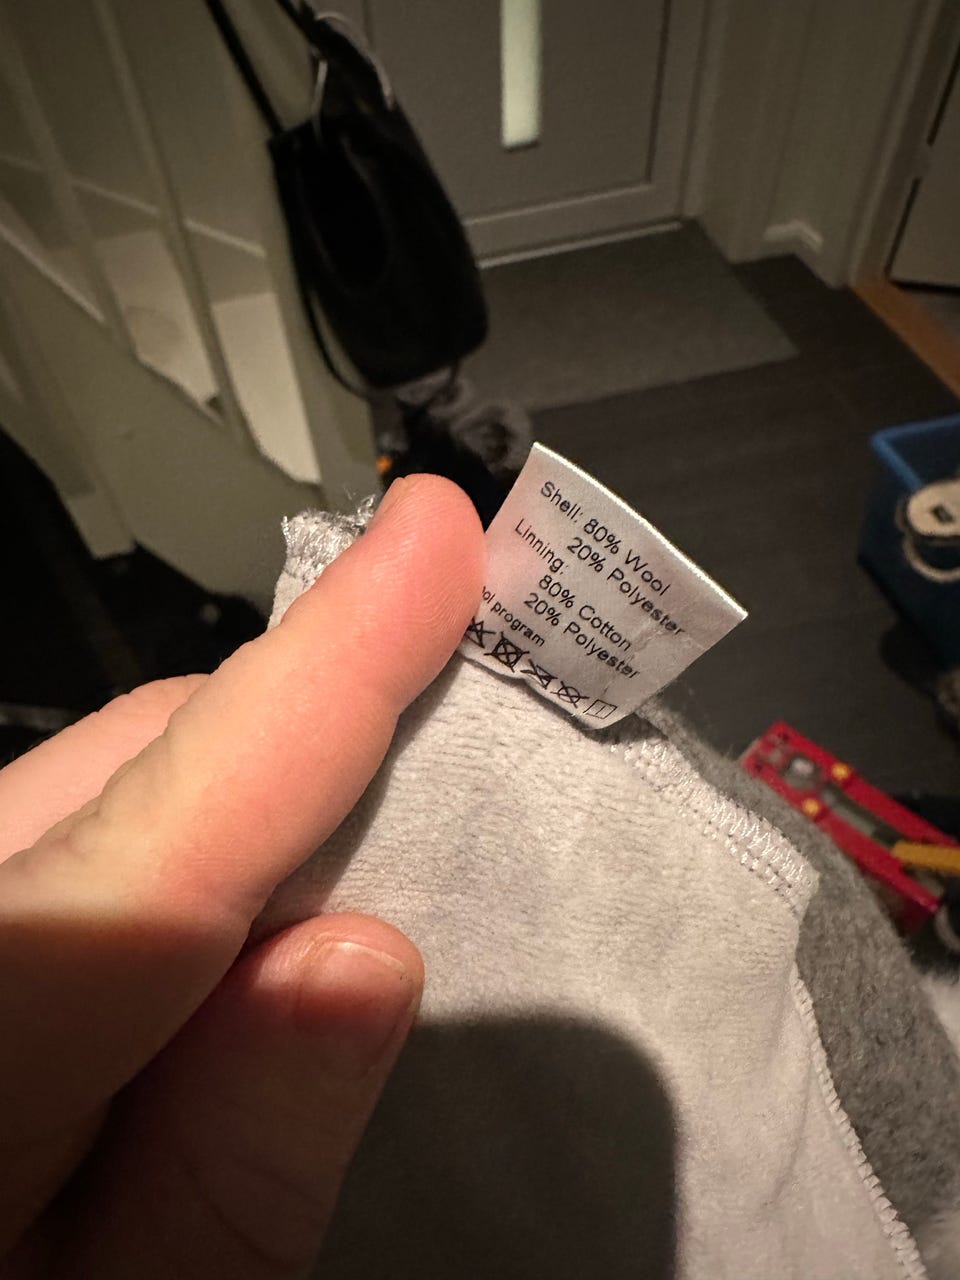 Shell: 80% Wool
20% Polyester
Linning:
80% Cotton
20% Polyester
program